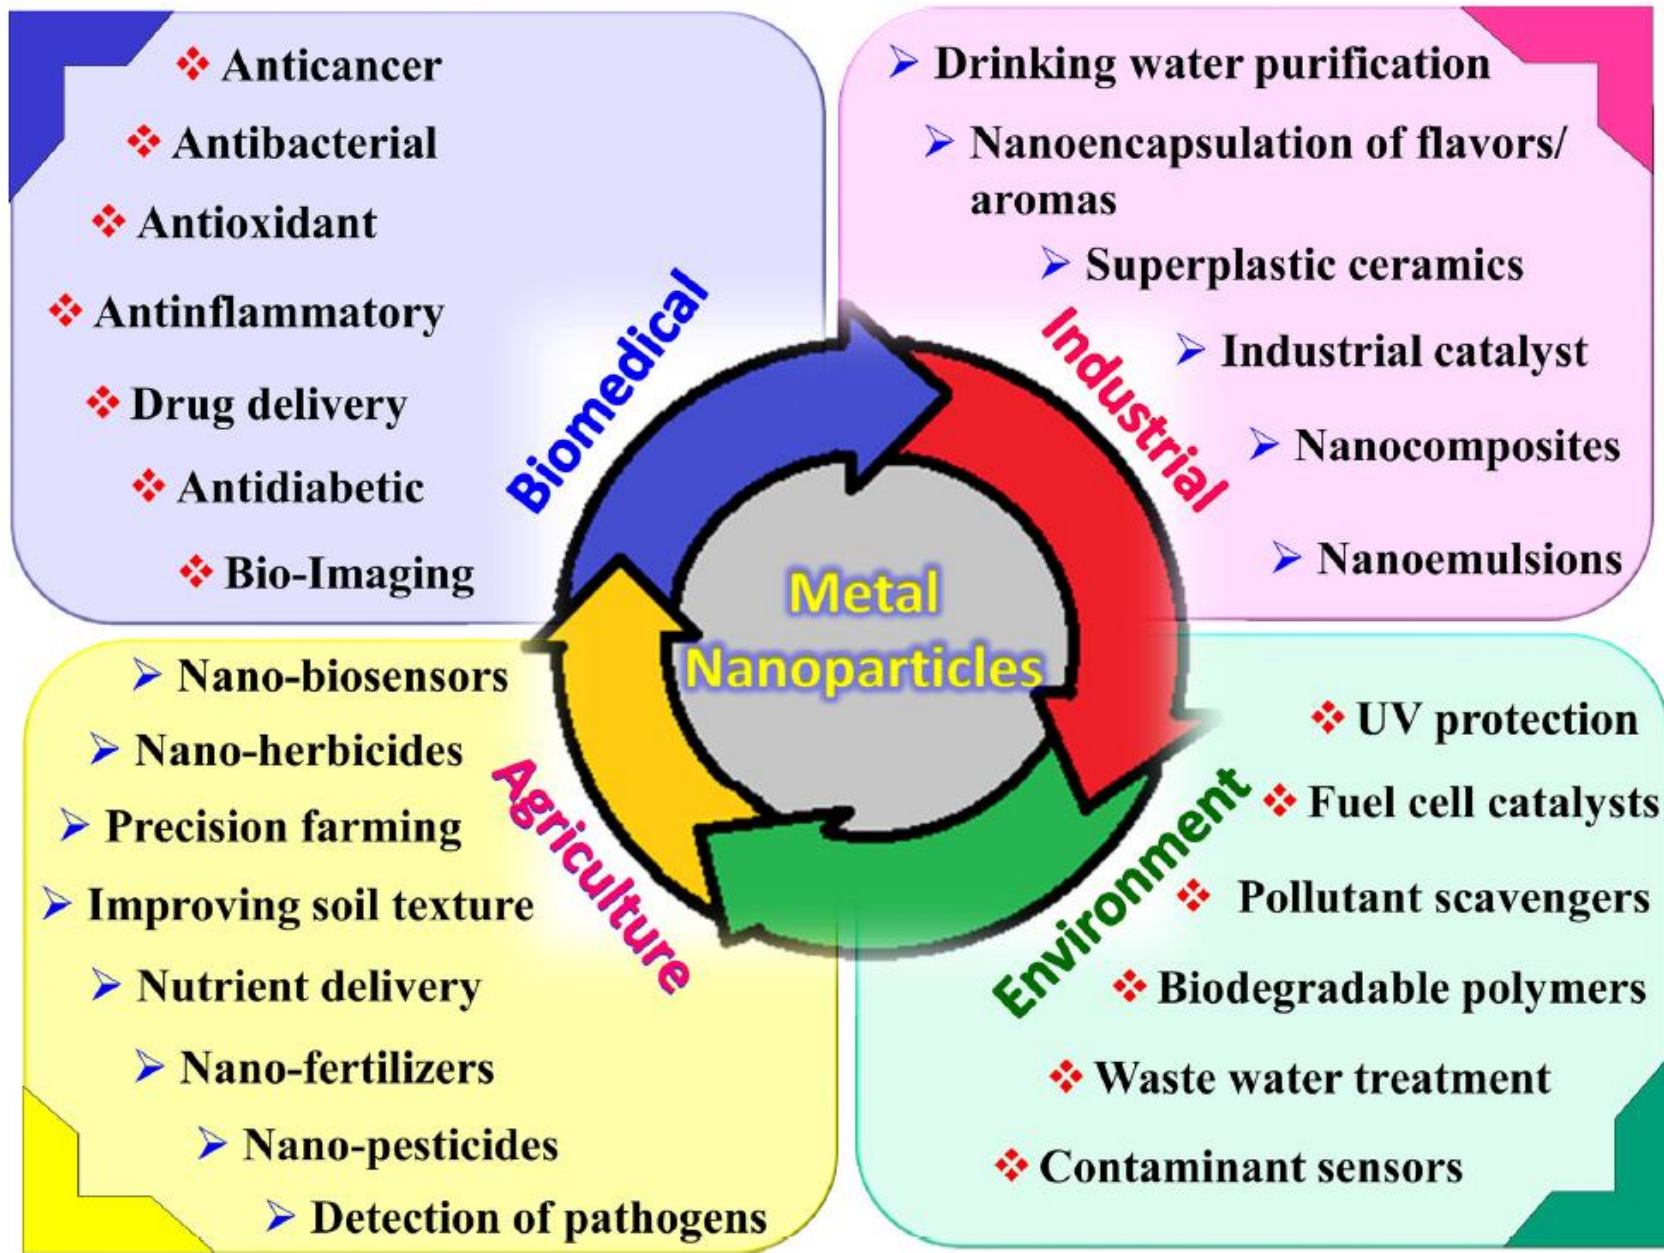 Anticancer
Antibacterial
Antioxidant
Antinflammatory
Drug delivery
Antidiabetic
Bio-Imaging
Biomedical
Drinking water purification
Nanoencapsulation of flavors/
aromas
Superplastic ceramics
Industrial catalyst
Nanocomposites
Nanoemulsions
Industrial
Metal
Nanoparticles
Nano-biosensors
Nano-herbicides
Precision farming
Improving soil texture
Nutrient delivery
Nano-fertilizers
Nano-pesticides
Detection of pathogens
Agriculture
UV protection
Fuel cell catalysts
Pollutant scavengers
Biodegradable polymers
Waste water treatment
Contaminant sensors
Environment